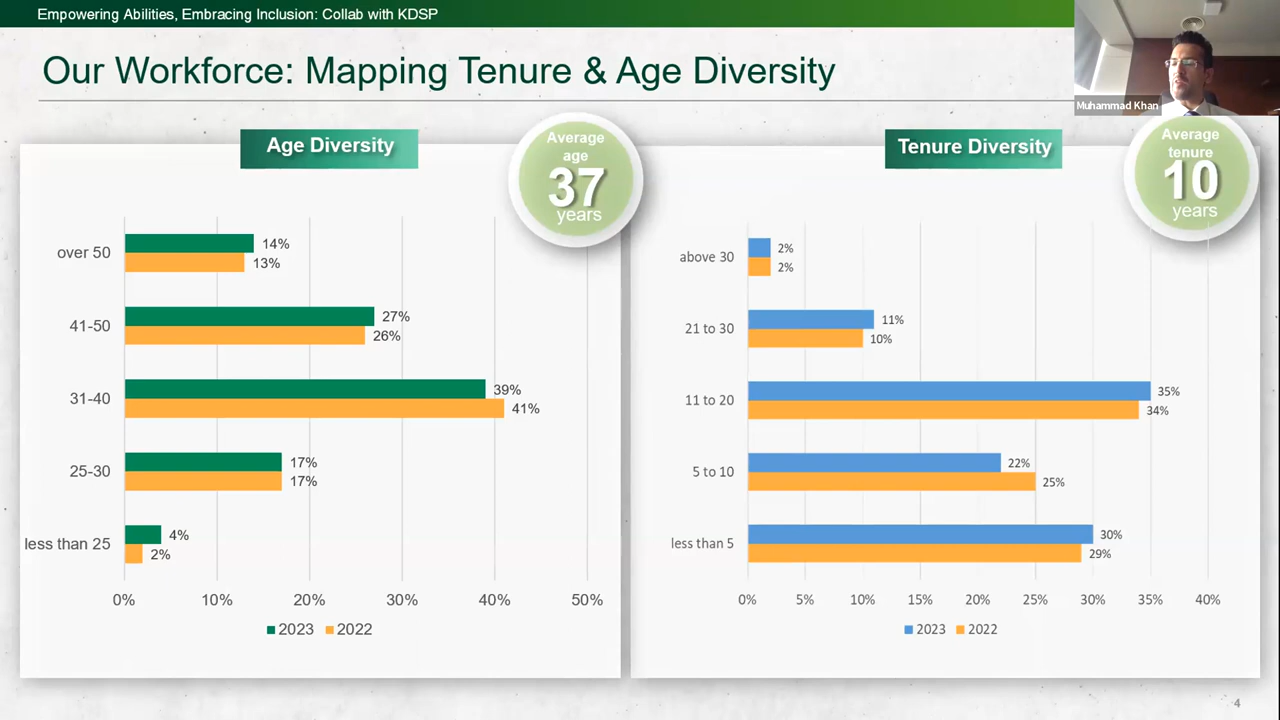 Empowering Abilities, Embracing Inclusion: Collab with KDSP
Our Workforce: Mapping Tenure & Age Diversity
Muhammad Khan
Age Diversity
Average
age
37
years
over 50
14%
13%
41-50
27%
26%
31-40
39%
41%
25-30
17%
17%
less than 25
4%
2%
0% 10% 20% 30% 40% 50%
2023 2022
Tenure Diversity
Average
tenure
10
years
above 30
2%
2%
21 to 30
11%
10%
11 to 20
35%
34%
5 to 10
22%
25%
less than 5
30%
29%
0% 5% 10% 15% 20% 25% 30% 35% 40%
2023 2022
4